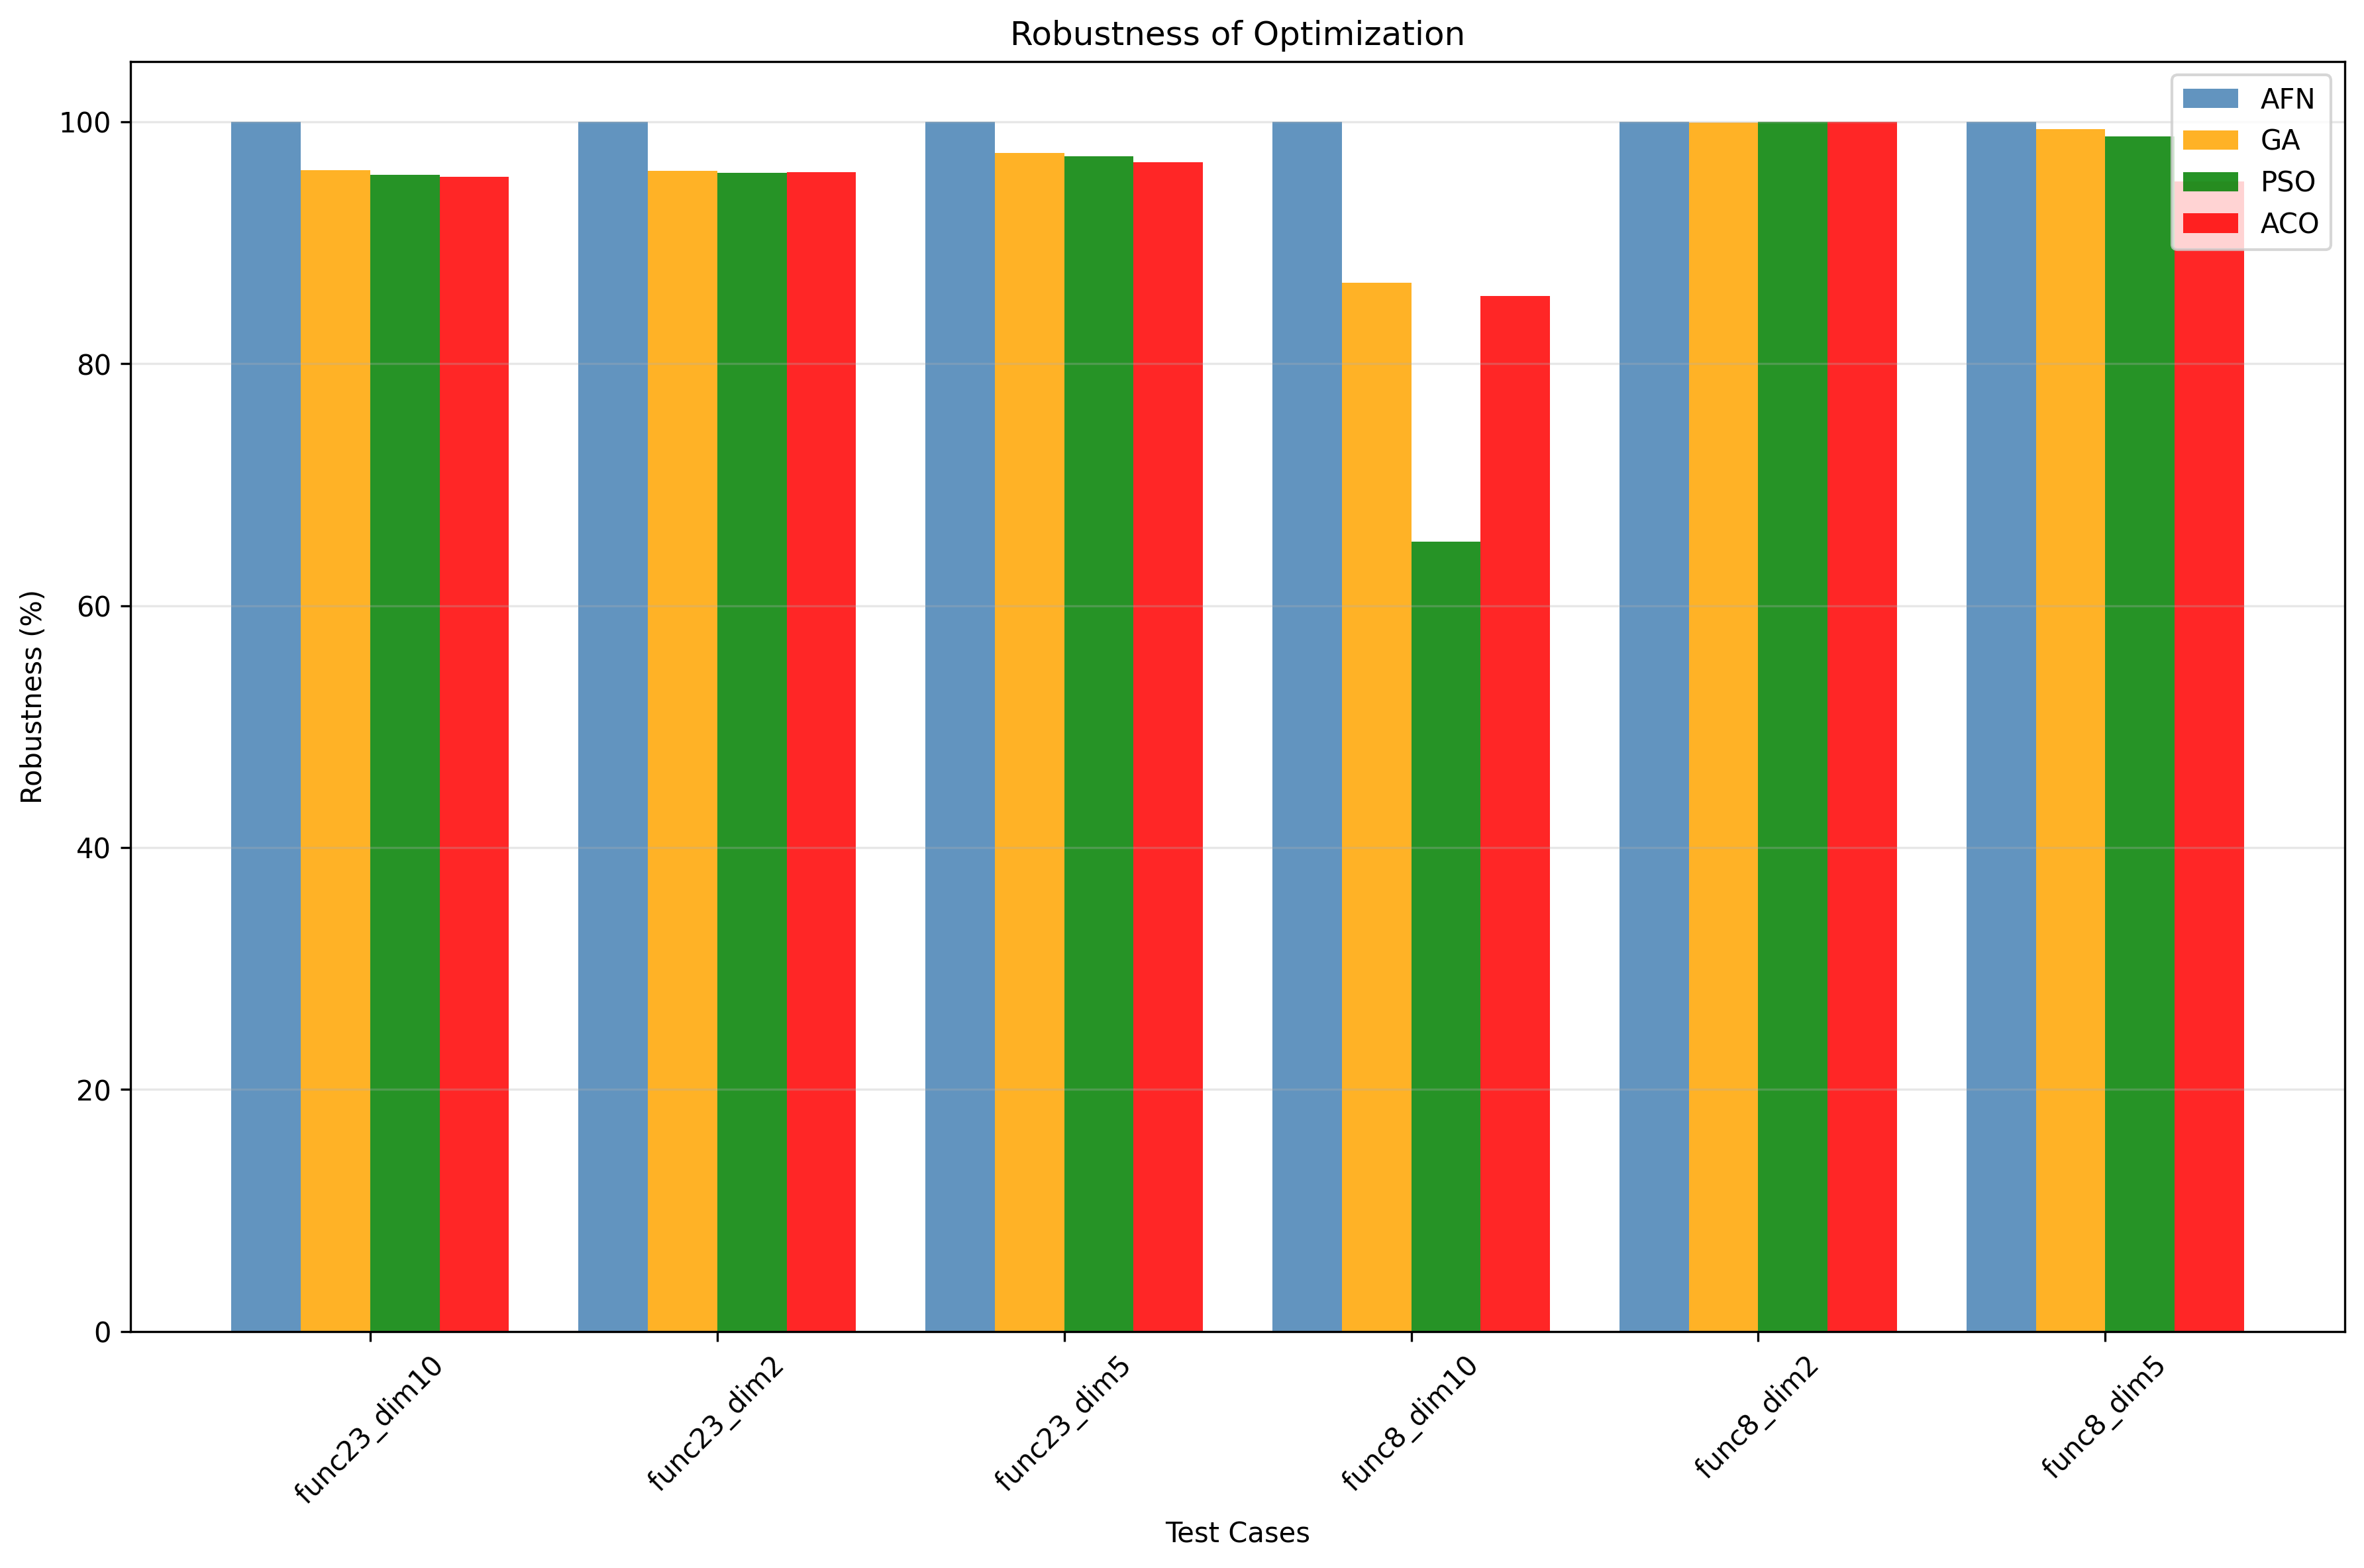 Robustness of Optimization
AFN
GA
PSO
ACO
Robustness (%)
100
80
60
40
20
0
func23_dim10
func23_dim2
func23_dim5
func8_dim10
func8_dim2
func8_dim5
Test Cases